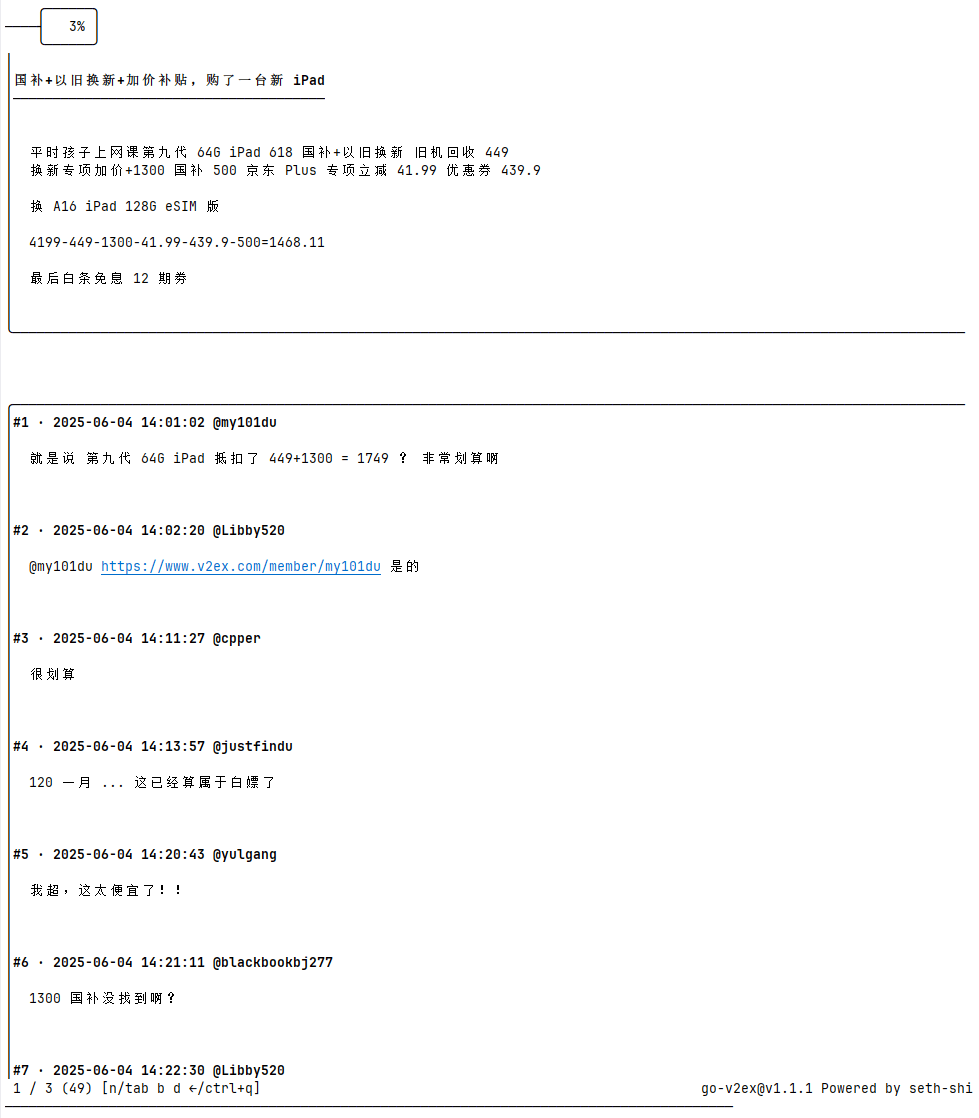 3%
国补+以旧换新+加价补贴，购了一台新 iPad
平时孩子上网课第九代 64G iPad 618 国补+以旧换新 旧机回收 449
换新专项加价+1300 国补 500 京东 Plus 专项立减 41.99 优惠券 439.9
换 A16 iPad 128G eSIM 版
4199-449-1300-41.99-439.9-500=1468.11
最后白条免息 12 期劵
#1 · 2025-06-04 14:01:02 @my101du
就是说 第九代 64G iPad 抵扣了 449+1300 = 1749 ？ 非常划算啊
#2 · 2025-06-04 14:02:20 @Libby520
@my101du https://www.v2ex.com/member/my101du 是的
#3 · 2025-06-04 14:11:27 @cpper
很划算
#4 · 2025-06-04 14:13:57 @justfindu
120 一月 ... 这已经算属于白嫖了
#5 · 2025-06-04 14:20:43 @yulgang
我超，这太便宜了！！
#6 · 2025-06-04 14:21:11 @blackbookbj277
1300 国补没找到啊？
#7 · 2025-06-04 14:22:30 @Libby520
1 / 3 (49) [n/tab b d ←/ctrl+q] go-v2ex@v1.1.1 Powered by seth-shi